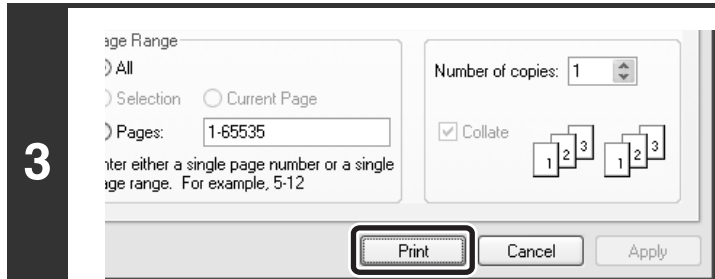 3
age Range
All
Number of copies: 1
Selection Current Page
Pages: 1-65535
Collate
1 2 3 1 2 3
nter either a single page number or a single
age range. For example, 5-12
Print Cancel Apply